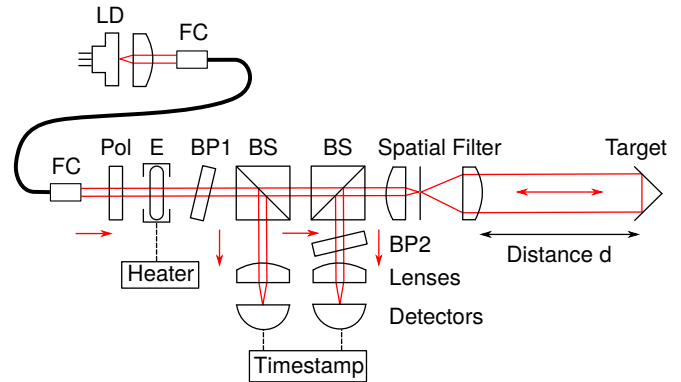 LD
FC
FC
Pol
E
BP1
BS
BS
Spatial Filter
Target
BP2
Distance d
Heater
Lenses
Detectors
Timestamp